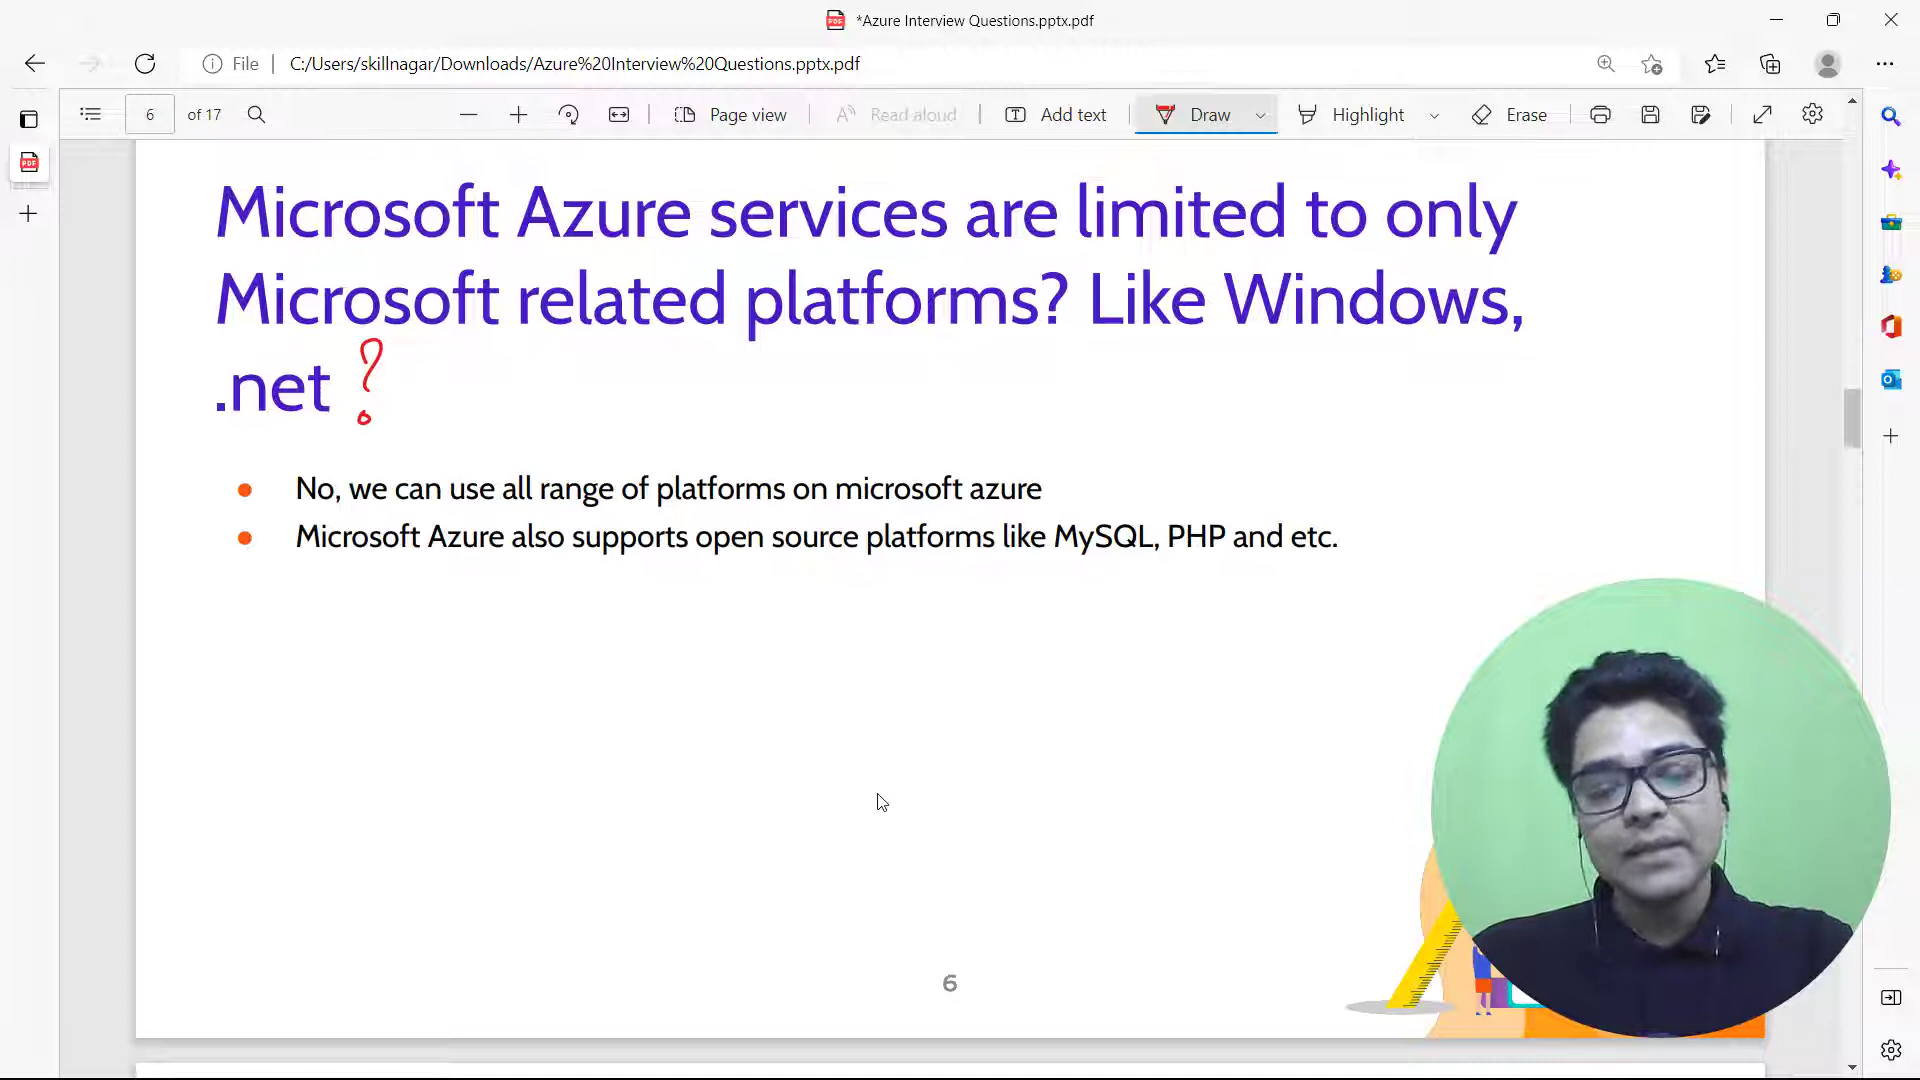 *Azure Interview Questions.pptx.pdf
File
C:/Users/skillnagar/Downloads/Azure%20Interview%20Questions.pptx.pdf
6 of 17
Page view
Read aloud
Add text
Draw
Highlight
Erase
Microsoft Azure services are limited to only
Microsoft related platforms? Like Windows,
.net ?
No, we can use all range of platforms on microsoft azure
Microsoft Azure also supports open source platforms like MySQL, PHP and etc.
6